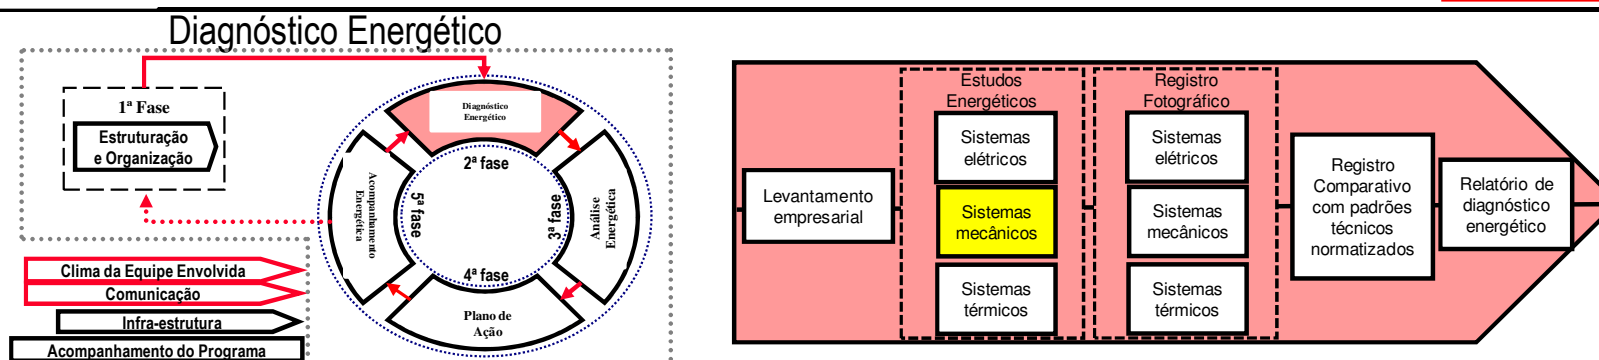 Diagnóstico Energético
1ª Fase
Estruturação
e Organização
Diagnóstico
Energético
2ª fase
Análise
Energética
3ª fase
4ª fase
Plano de
Ação
Acompanhamento
Energética
5ª fase
Clima da Equipe Envolvida
Comunicação
Infra-estrutura
Acompanhamento do Programa
Levantamento
empresarial
Estudos
Energéticos
Sistemas
elétricos
Sistemas
mecânicos
Sistemas
térmicos
Registro
Fotográfico
Sistemas
elétricos
Sistemas
mecânicos
Sistemas
térmicos
Registro
Comparativo
com padrões
técnicos
normatizados
Relatório de
diagnóstico
energético